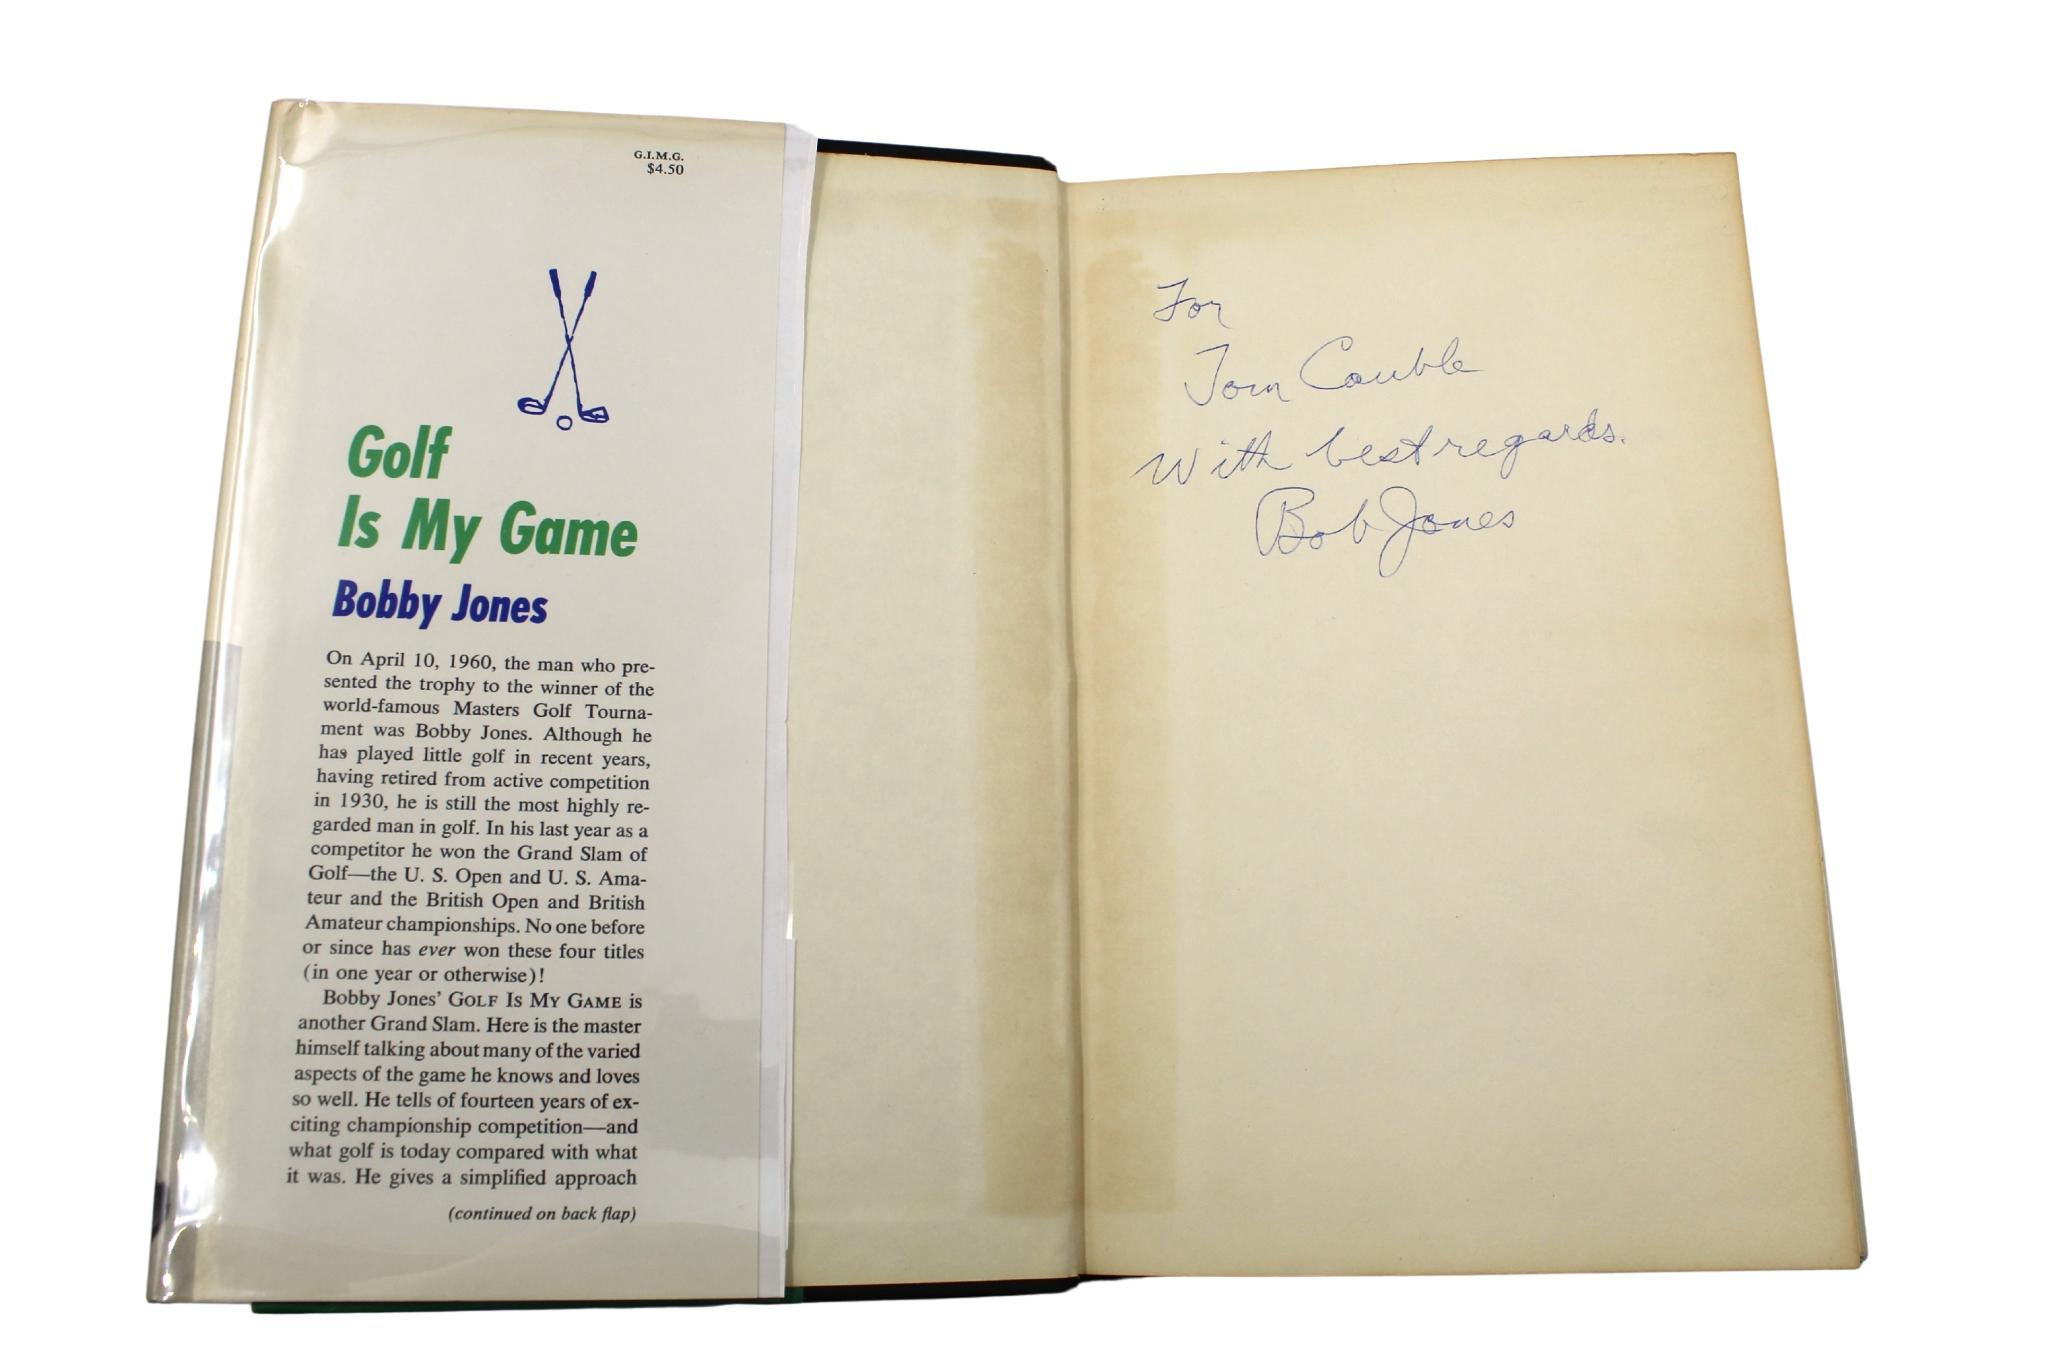 G.I.M.G.
$4.50
Golf
Is My Game
Bobby Jones
On April 10, 1960, the man who pre-
sented the trophy to the winner of the
world-famous Masters Golf Tourna-
ment was Bobby Jones. Although he
has played little golf in recent years,
having retired from active competition
in 1930, he is still the most highly re-
garded man in golf. In his last year as a
competitor he won the Grand Slam of
Golf—the U. S. Open and U. S. Ama-
teur and the British Open and British
Amateur championships. No one before
or since has ever won these four titles
(in one year or otherwise)!
Bobby Jones' GOLF IS MY GAME is
another Grand Slam. Here is the master
himself talking about many of the varied
aspects of the game he knows and loves
so well. He tells of fourteen years of ex-
citing championship competition—and
what golf is today compared with what
it was. He gives a simplified approach
(continued on back flap)
For
Tom Cauble
With best regards.
Bob Jones